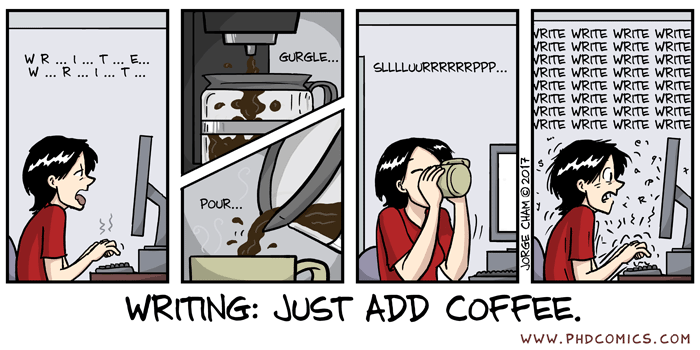 W R ... I ... T ... E...
W ... R ... I ... T ...
GURGLE...
POUR...
SLLLLUURRRRRRPPP...
JORGE CHAM © 2017
WRITE WRITE WRITE WRITE
WRITE WRITE WRITE WRITE
WRITE WRITE WRITE WRITE
WRITE WRITE WRITE WRITE
WRITE WRITE WRITE WRITE
WRITE WRITE WRITE WRITE
WRITE WRITE WRITE WRITE
WRITE WRITE WRITE WRITE
WRITING: JUST ADD COFFEE.
WWW.PHDCOMICS.COM